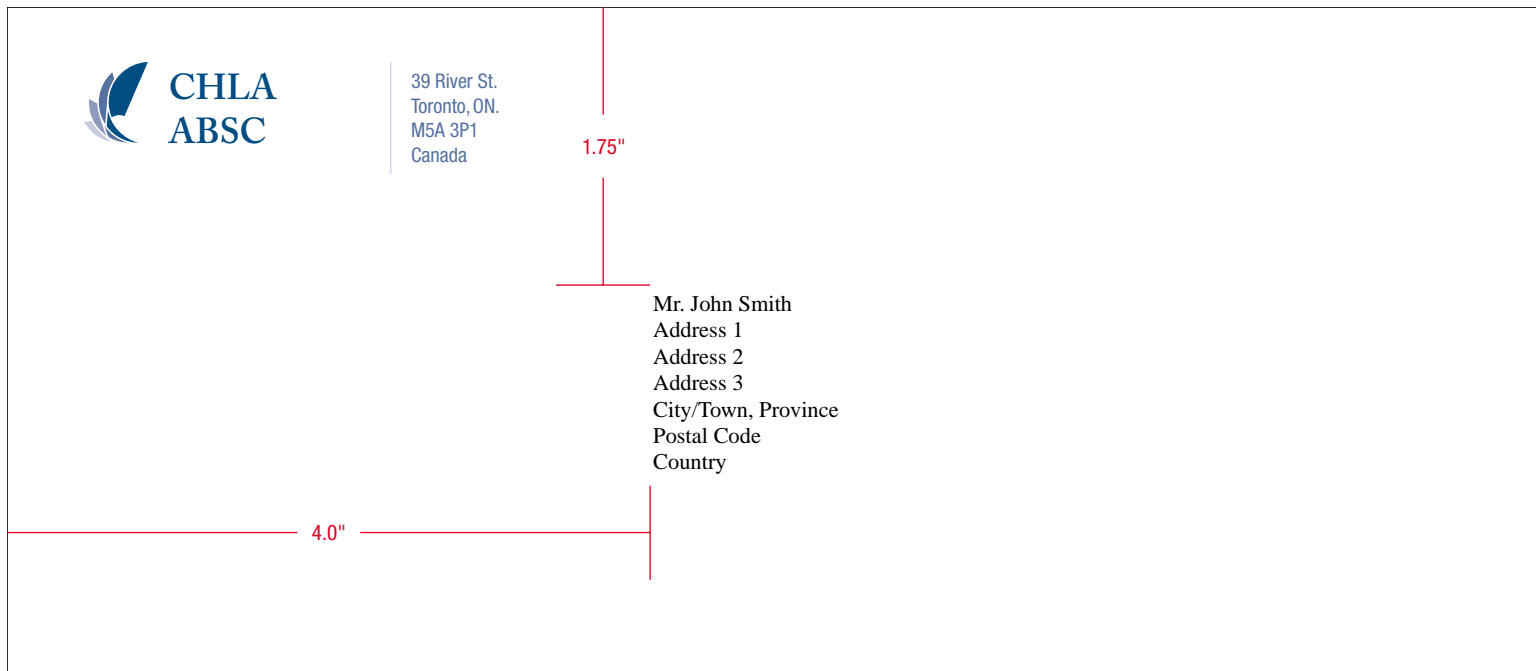 CHLA
ABSC
39 River St.
Toronto, ON.
M5A 3P1
Canada
1.75"
Mr. John Smith
Address 1
Address 2
Address 3
City/Town, Province
Postal Code
Country
4.0"